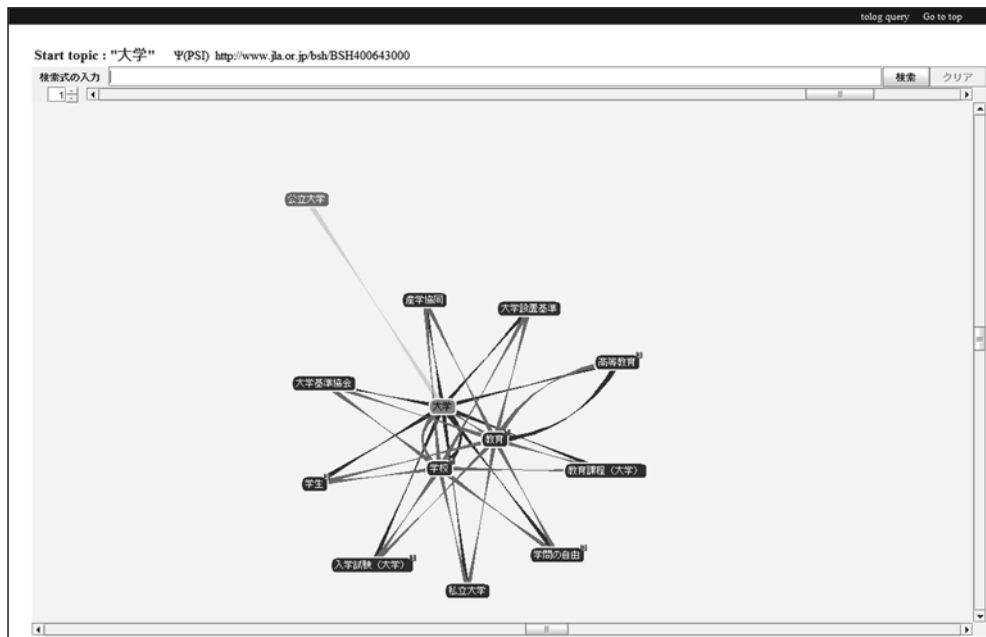 tolog query Go to top
Start topic : "大学" Ψ(PSI) http://www.jla.or.jp/bsh/BSH400643000
検索式の入力 検索 クリア
1
公立大学
産学協同
大学設置基準
高等教育
大学基準協会
大学
教育
学校
教育課程（大学）
学生
学問の自由
入学試験（大学）
私立大学